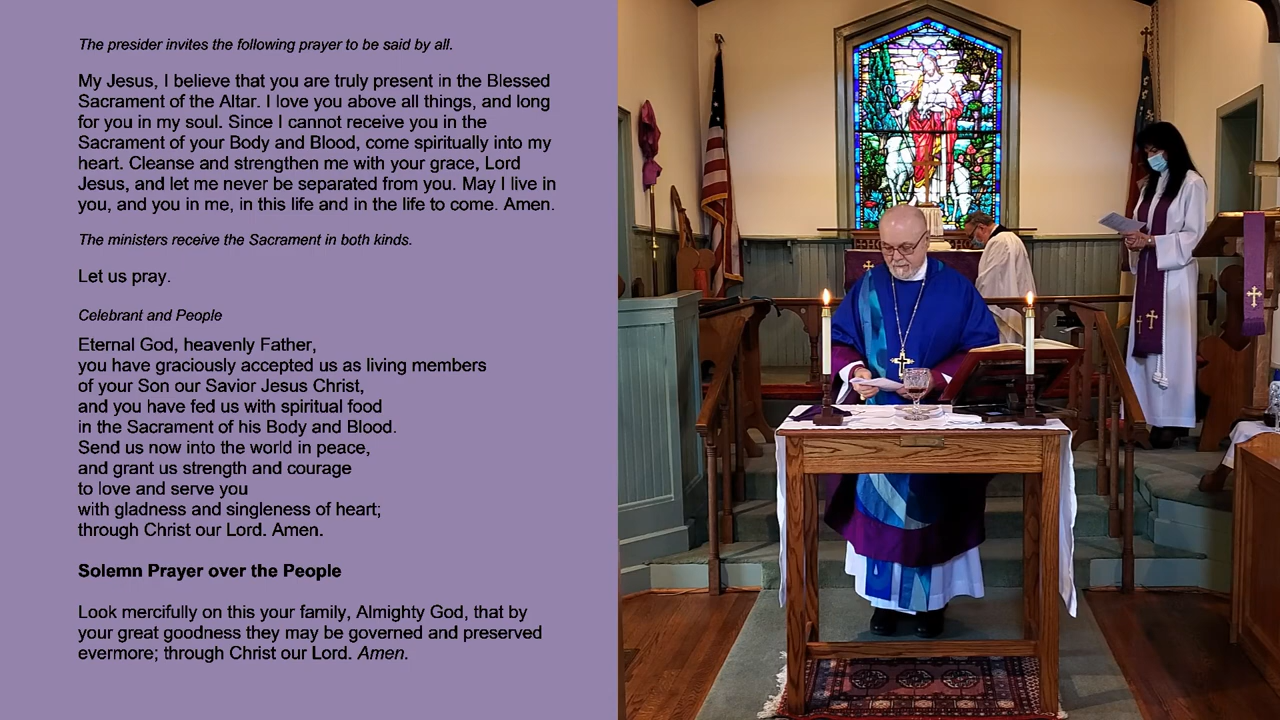 The presider invites the following prayer to be said by all.
My Jesus, I believe that you are truly present in the Blessed
Sacrament of the Altar. I love you above all things, and long
for you in my soul. Since I cannot receive you in the
Sacrament of your Body and Blood, come spiritually into my
heart. Cleanse and strengthen me with your grace, Lord
Jesus, and let me never be separated from you. May I live in
you, and you in me, in this life and in the life to come. Amen.
The ministers receive the Sacrament in both kinds.
Let us pray.
Celebrant and People
Eternal God, heavenly Father,
you have graciously accepted us as living members
of your Son our Savior Jesus Christ,
and you have fed us with spiritual food
in the Sacrament of his Body and Blood.
Send us now into the world in peace,
and grant us strength and courage
to love and serve you
with gladness and singleness of heart;
through Christ our Lord. Amen.
Solemn Prayer over the People
Look mercifully on this your family, Almighty God, that by
your great goodness they may be governed and preserved
evermore; through Christ our Lord. Amen.